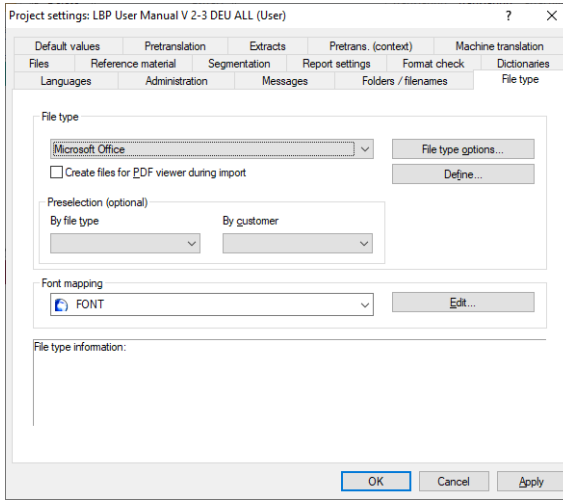 Project settings: LBP User Manual V 2-3 DEU ALL (User)
Default values Pretranslation Extracts Pretrans. (context) Machine translation
Files Reference material Segmentation Report settings Format check Dictionaries
Languages Administration Messages Folders / filenames File type
File type
Microsoft Office File type options...
Create files for PDF viewer during import Define...
Preselection (optional)
By file type By customer
Font mapping
FONT Edit...
File type information:
OK Cancel Apply